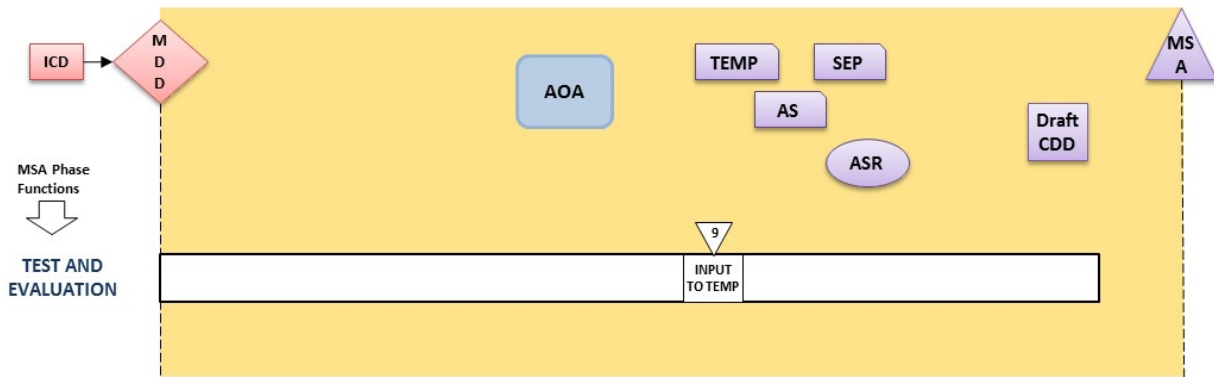 ICD
M
D
D
AOA
TEMP
SEP
AS
ASR
Draft
CDD
MS
A
MSA Phase
Functions
TEST AND
EVALUATION
9
INPUT
TO TEMP